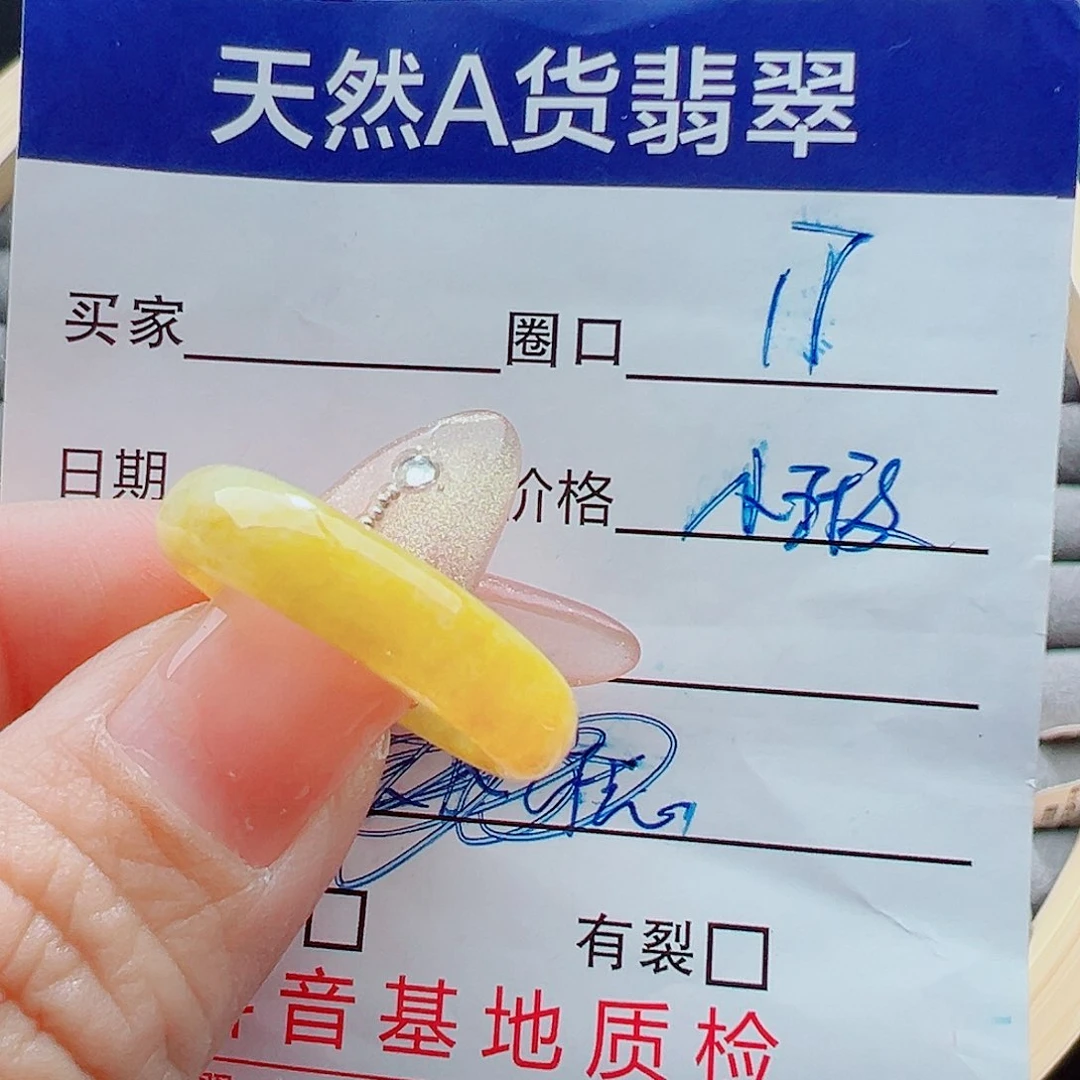 天然A货翡翠
买家 圈口 17
日期 价格
有裂
音基地质检